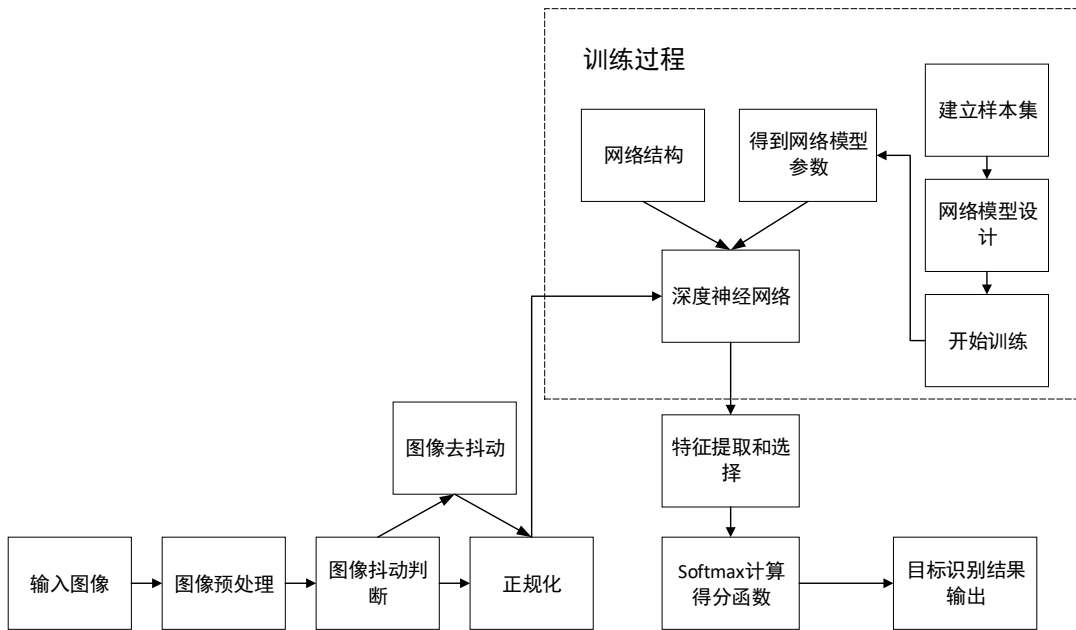 训练过程
建立样本集
网络结构
得到网络模型
参数
网络模型设
计
深度神经网络
开始训练
图像去抖动
特征提取和选
择
输入图像
图像预处理
图像抖动判
断
正规化
Softmax计算
得分函数
目标识别结果
输出